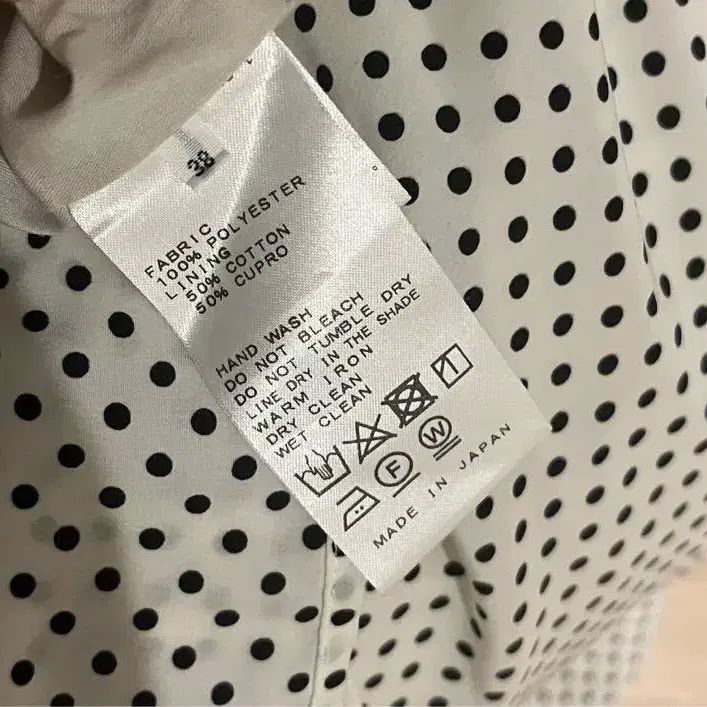 38
FABRIC
100% POLYESTER
LINING
50% COTTON
50% CUPRO
HAND WASH
DO NOT BLEACH
DO NOT TUMBLE DRY
LINE DRY IN THE SHADE
WARM IRON
DRY CLEAN
WET CLEAN
F W
MADE IN JAPAN